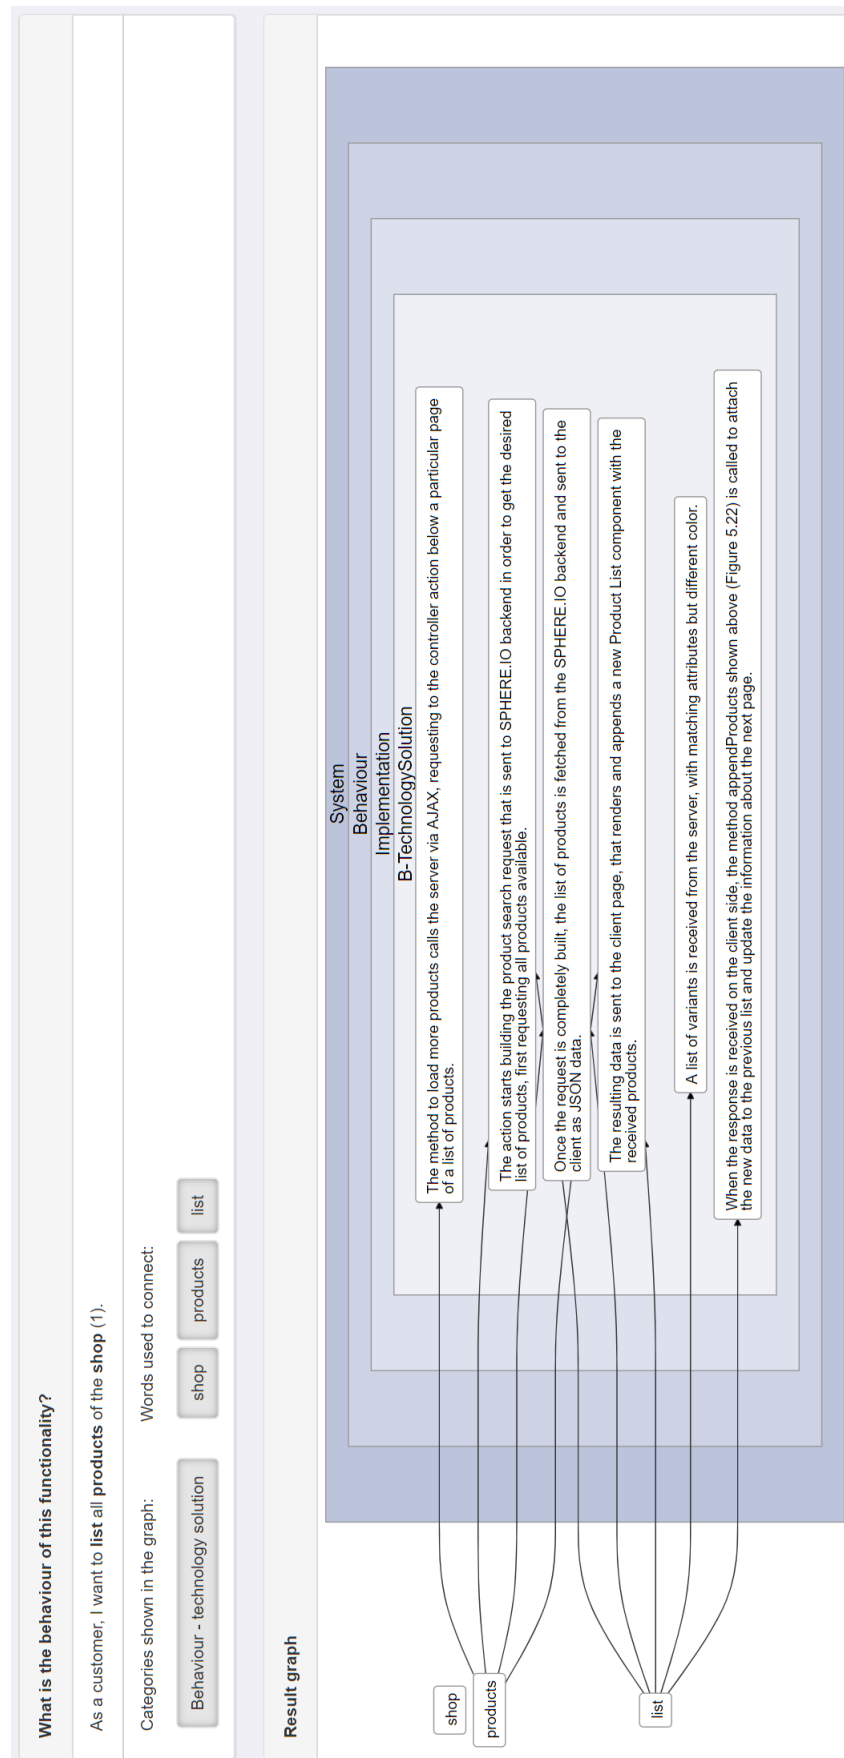 What is the behaviour of this functionality?
As a customer, I want to list all products of the shop (1).
Categories shown in the graph:
Words used to connect:
Behaviour - technology solution
shop
products
list
Result graph
System
Behaviour
Implementation
B-TechnologySolution
shop
products
list
The method to load more products calls the server via AJAX, requesting to the controller action below a particular page
of a list of products.
The action starts building the product search request that is sent to SPHERE.IO backend in order to get the desired
list of products, first requesting all products available.
Once the request is completely built, the list of products is fetched from the SPHERE.IO backend and sent to the
client as JSON data.
The resulting data is sent to the client page, that renders and appends a new Product List component with the
received products.
A list of variants is received from the server, with matching attributes but different color.
When the response is received on the client side, the method appendProducts shown above (Figure 5.22) is called to attach
the new data to the previous list and update the information about the next page.